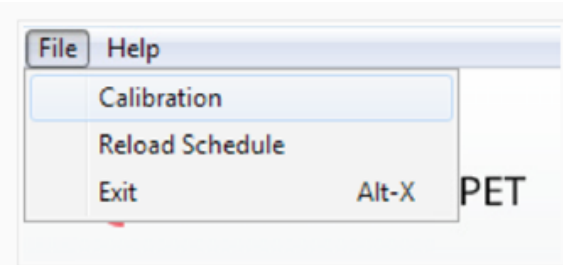 File Help
Calibration
Reload Schedule
Exit Alt-X
PET